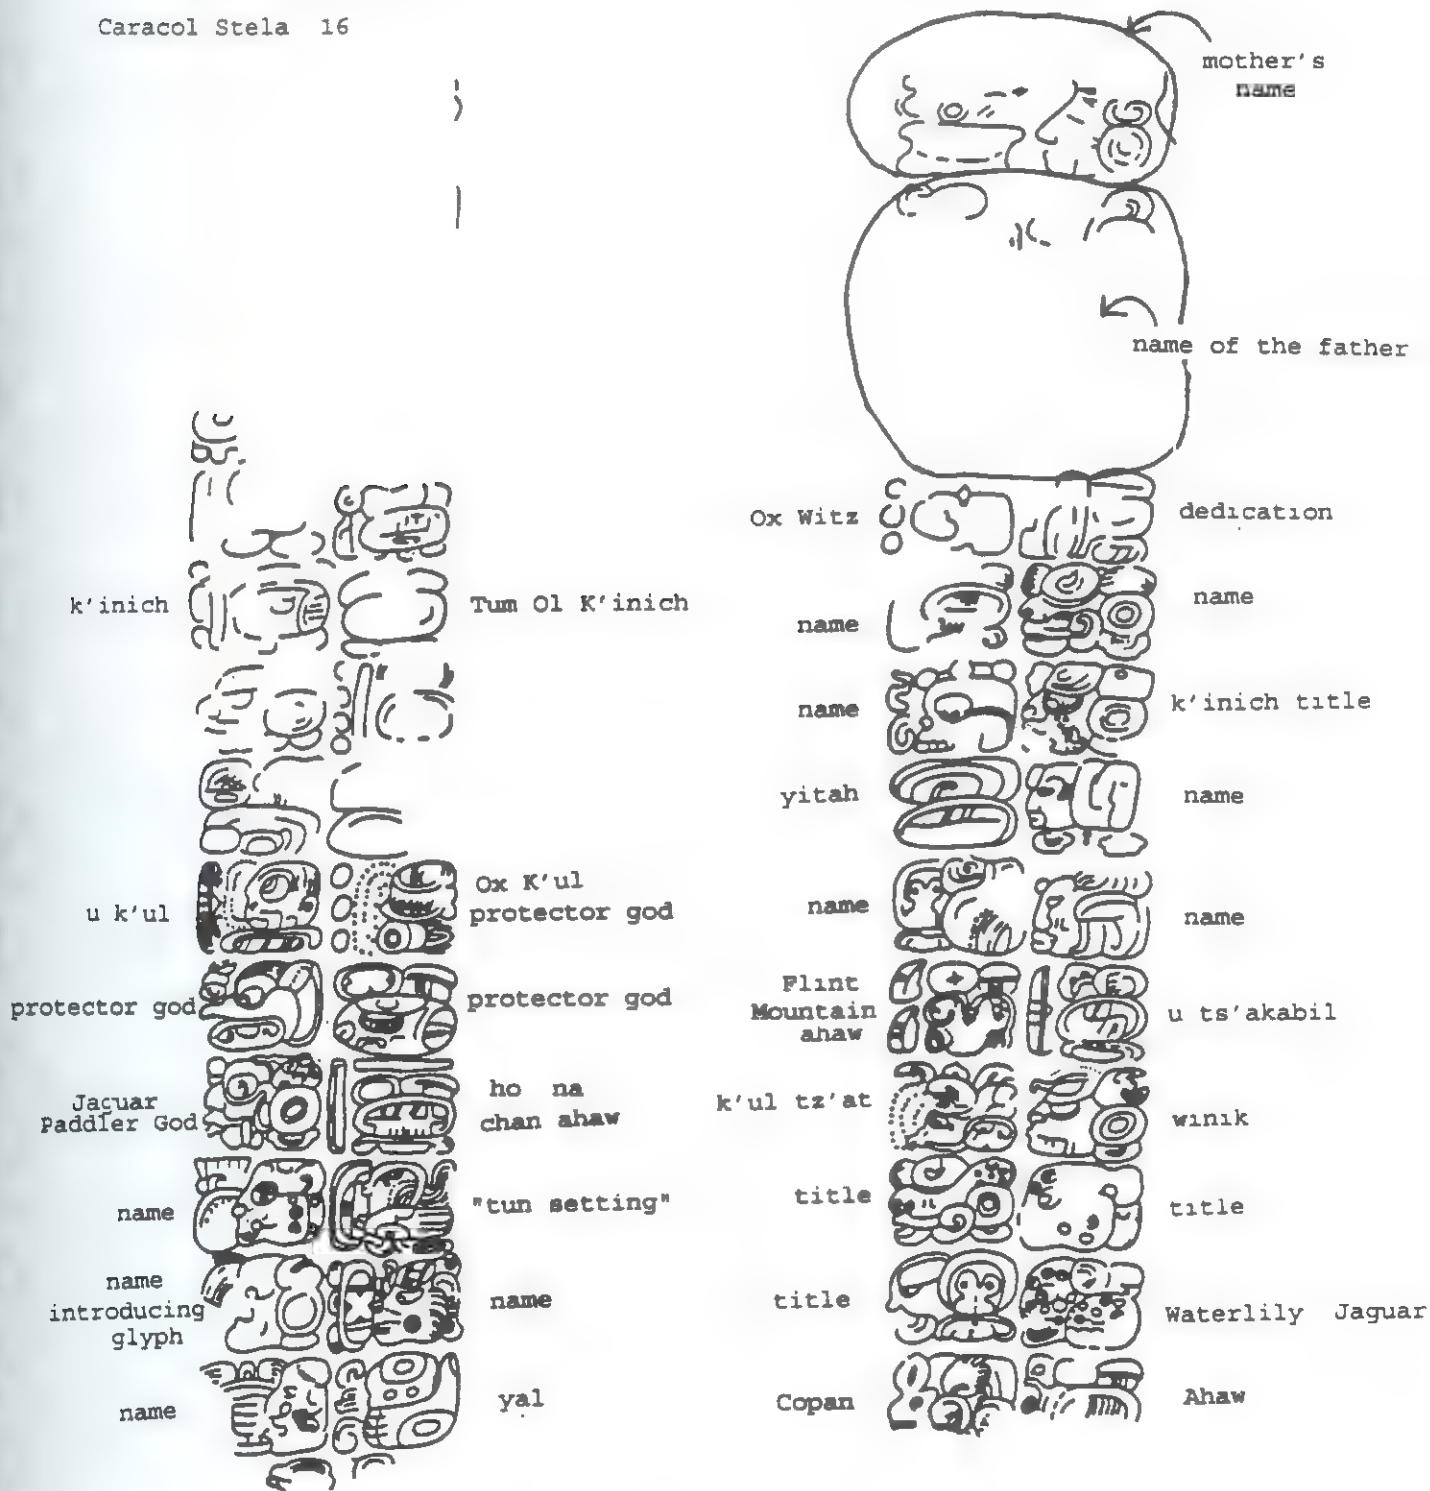 Caracol Stela 16
mother's
name
name of the father
k'inich
Tum Ol K'inich
u k'ul
Ox K'ul
protector god
protector god
protector god
Jaguar
Paddler God
ho na
chan ahaw
name
"tun setting"
name
introducing
glyph
name
name
yal
Ox Witz
dedication
name
name
name
k'inich title
yitah
name
name
name
Flint
Mountain
ahaw
u ts'akabil
k'ul tz'at
winik
title
title
title
Waterlily Jaguar
Copan
Ahaw